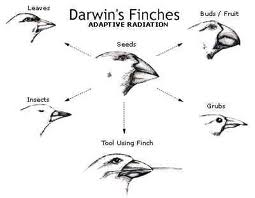 Darwin's Finches
ADAPTIVE RADIATION
Leaves
Buds / Fruit
Seeds
Insects
Grubs
Tool Using Finch